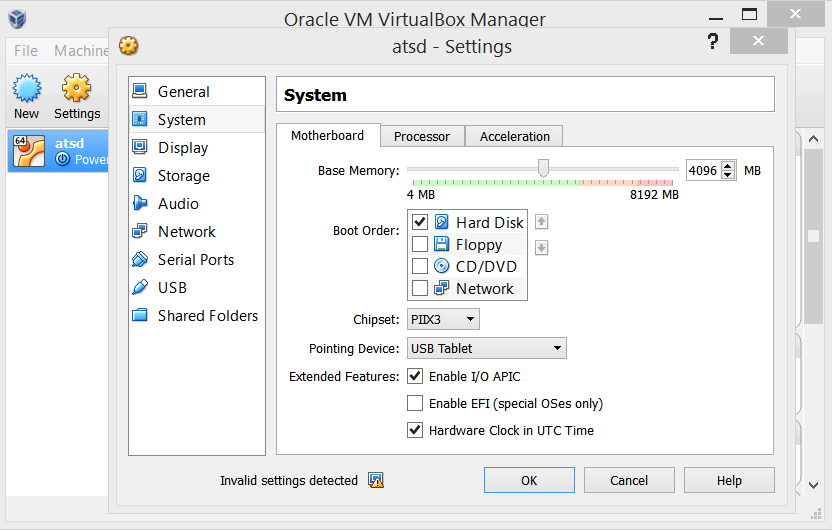 Oracle VM VirtualBox Manager
File Machine
atsd - Settings
?
New
Settings
64
atsd
Power
General
System
Display
Storage
Audio
Network
Serial Ports
USB
Shared Folders
System
Motherboard Processor Acceleration
Base Memory: 4096 MB
4 MB 8192 MB
Boot Order:
Hard Disk
Floppy
CD/DVD
Network
Chipset: PIIX3
Pointing Device: USB Tablet
Extended Features: Enable I/O APIC
Enable EFI (special OSes only)
Hardware Clock in UTC Time
Invalid settings detected
OK Cancel Help